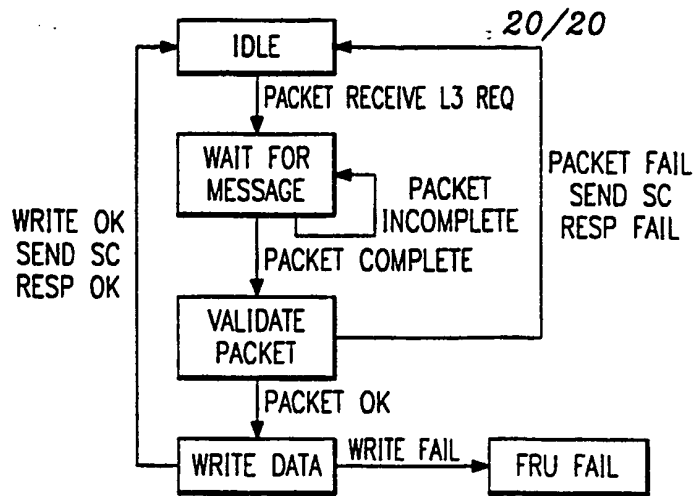 20/20
IDLE
PACKET RECEIVE L3 REQ
WAIT FOR
MESSAGE
PACKET
INCOMPLETE
PACKET FAIL
SEND SC
RESP FAIL
WRITE OK
SEND SC
RESP OK
PACKET COMPLETE
VALIDATE
PACKET
PACKET OK
WRITE DATA
WRITE FAIL
FRU FAIL